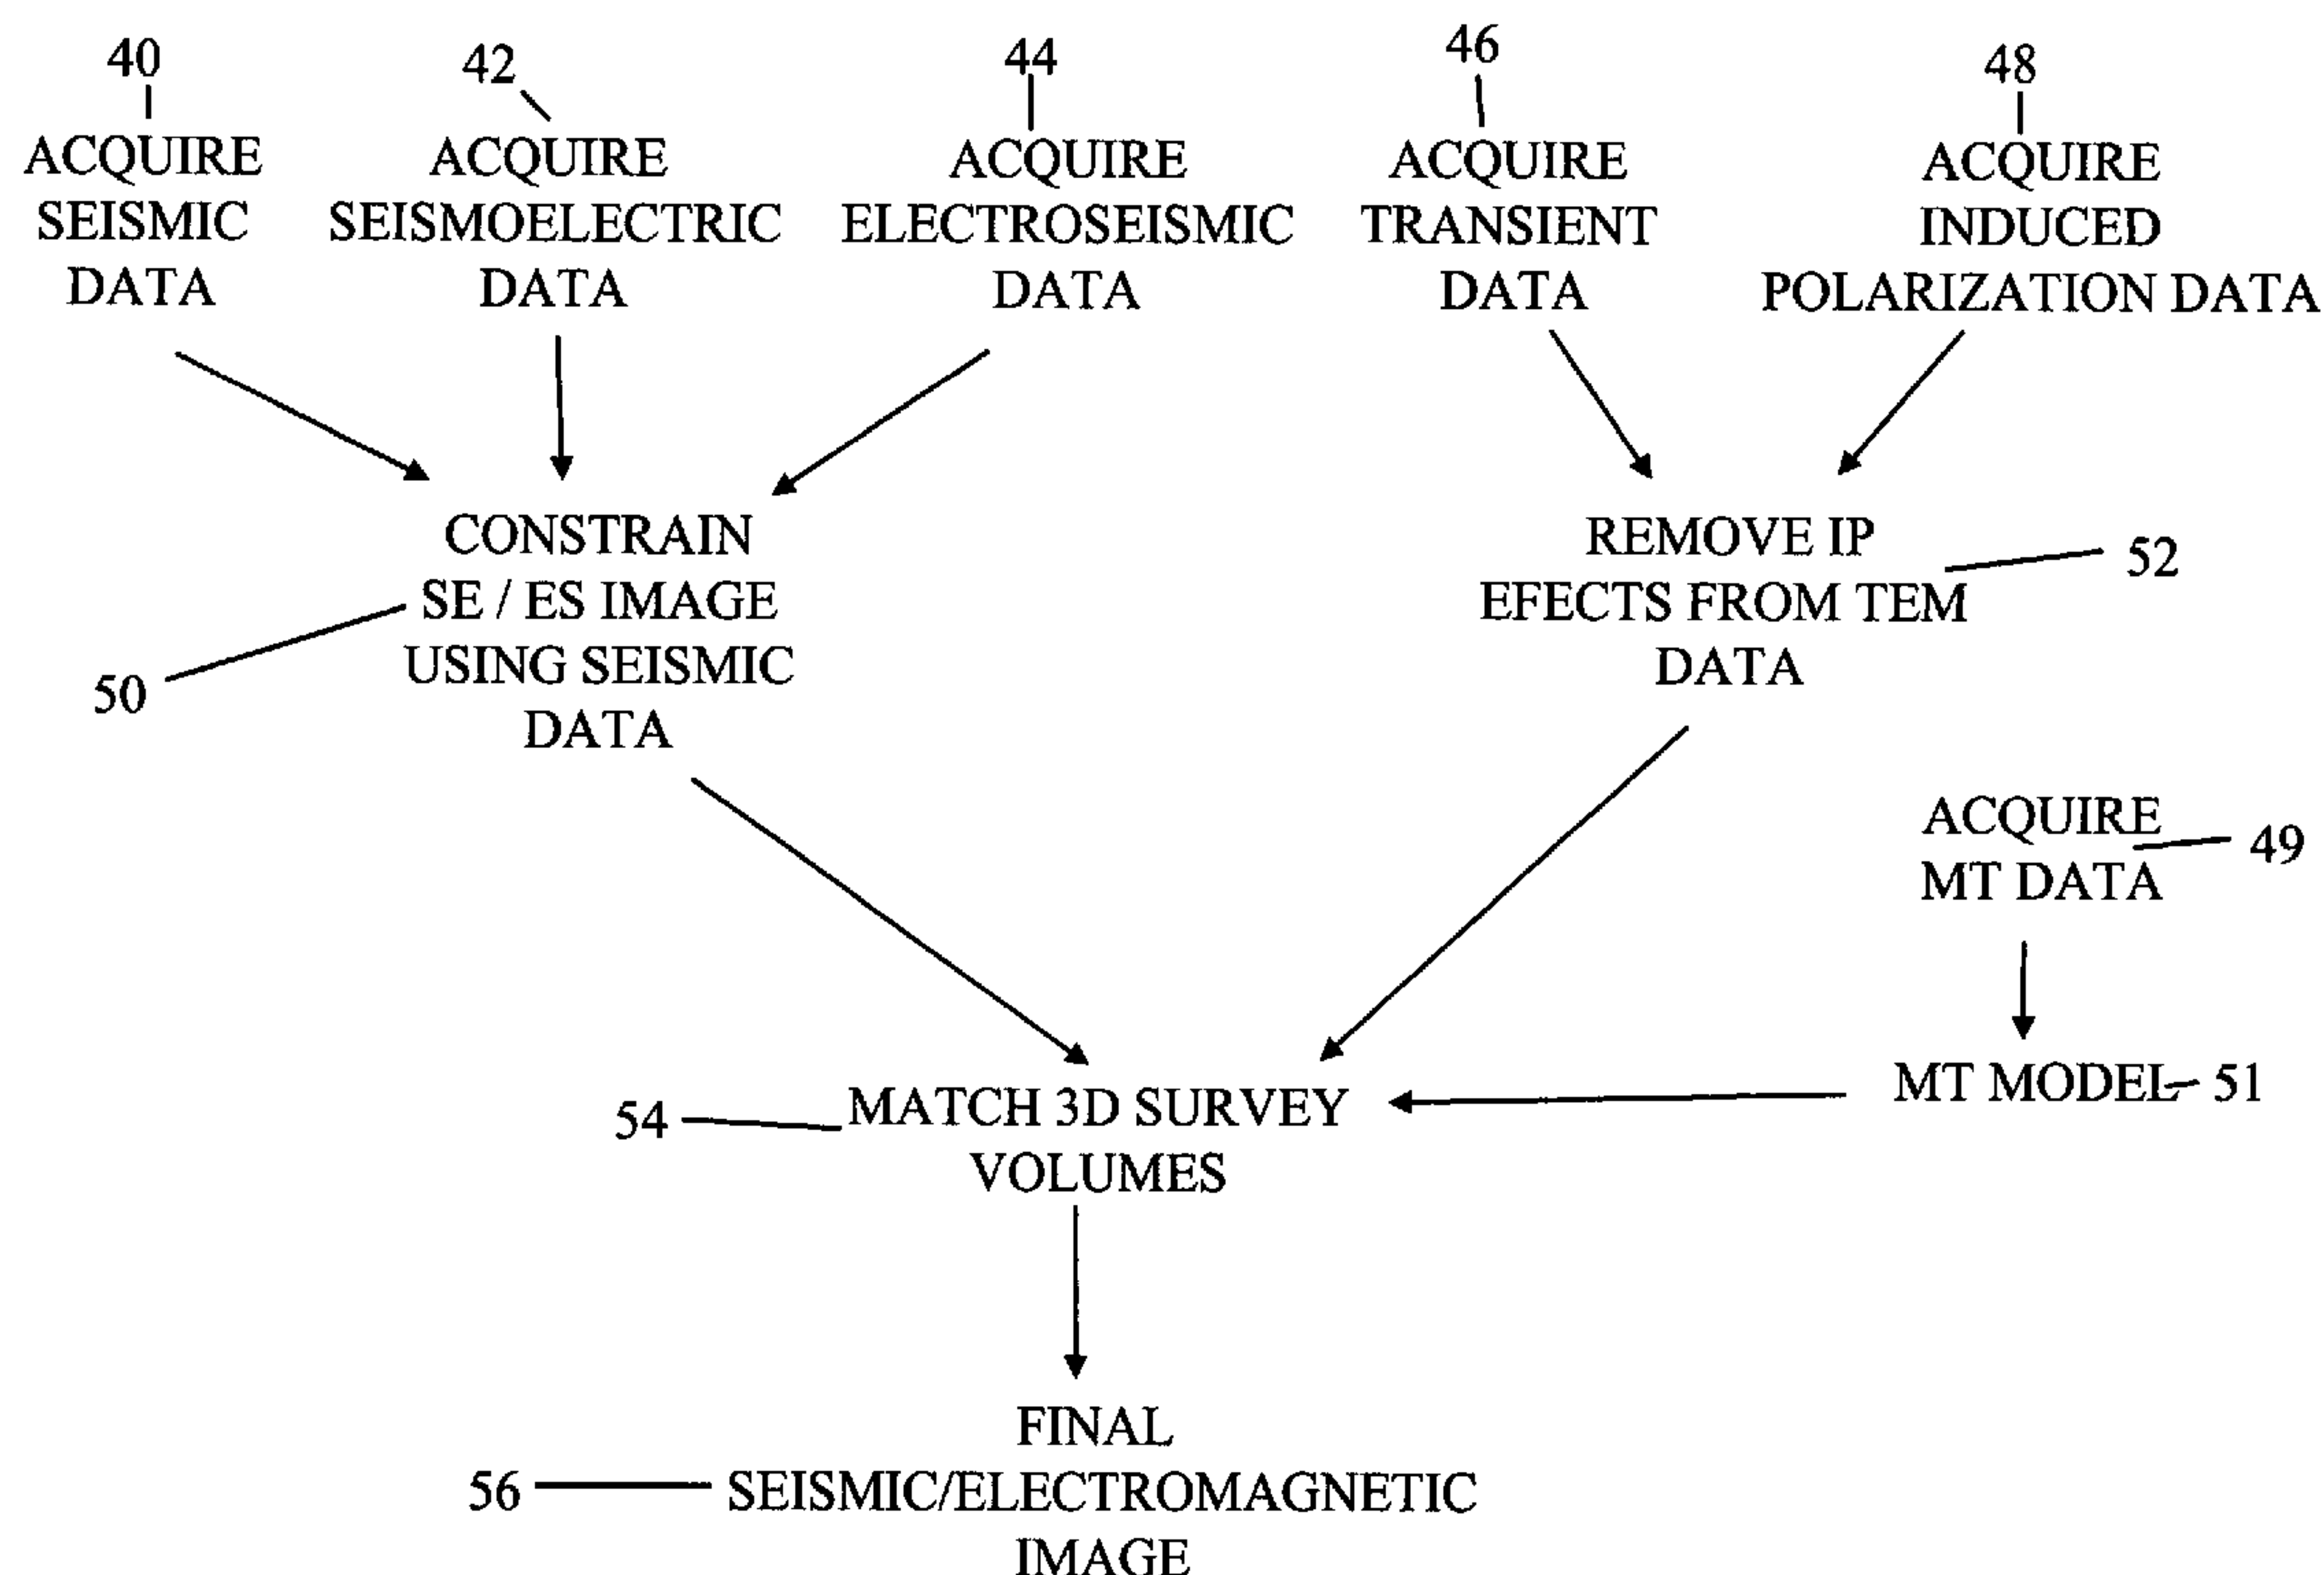 40
42
44
46
48
ACQUIRE
SEISMIC
DATA
ACQUIRE
SEISMOELECTRIC
DATA
ACQUIRE
ELECTROSEISMIC
DATA
ACQUIRE
TRANSIENT
DATA
ACQUIRE
INDUCED
POLARIZATION DATA
CONSTRAIN
SE / ES IMAGE
USING SEISMIC
DATA
50
REMOVE IP
EFECTS FROM TEM
DATA
52
ACQUIRE
MT DATA
49
MT MODEL
51
54
MATCH 3D SURVEY
VOLUMES
56
FINAL
SEISMIC/ELECTROMAGNETIC
IMAGE